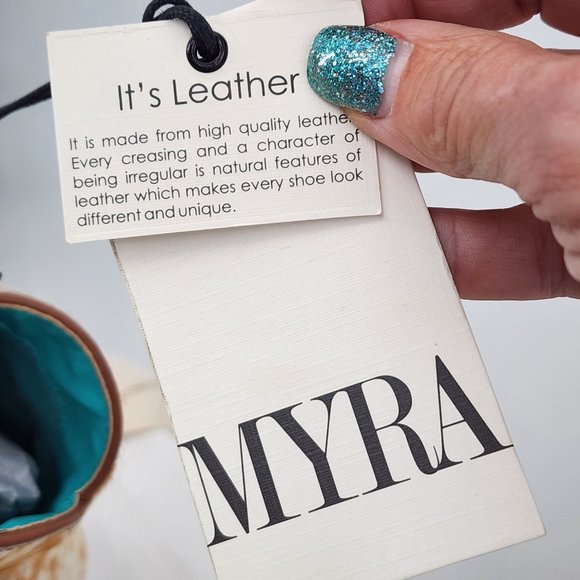 It's Leather
It is made from high quality leather
Every creasing and a character of
being irregular is natural features of
leather which makes every shoe look
different and unique.
MYRA